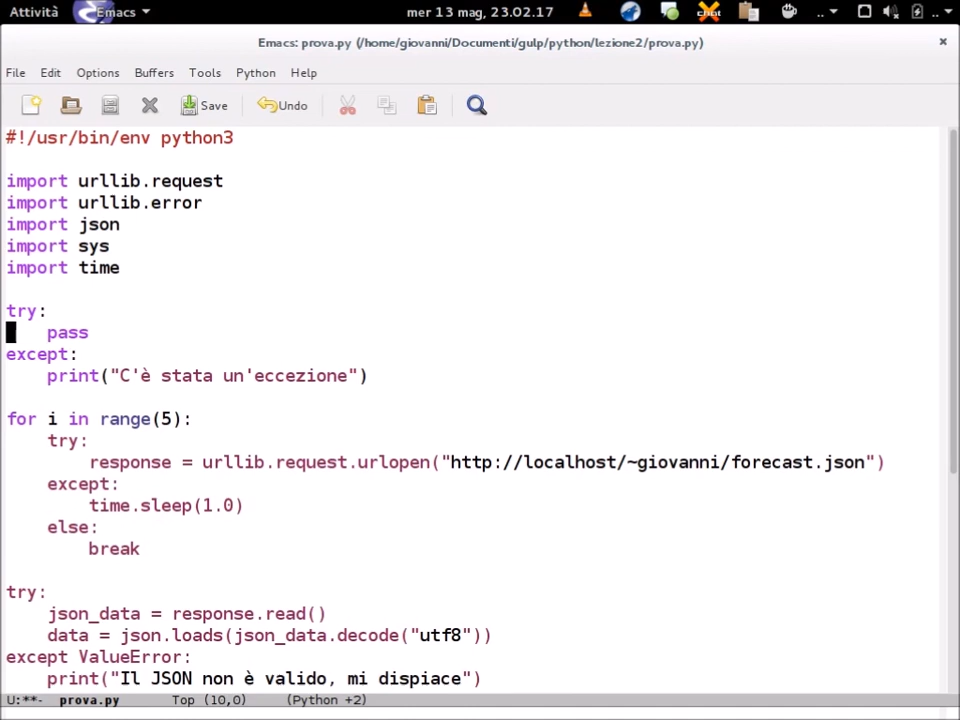 Attività Emacs mer 13 mag, 23.02.17 .. ..
Emacs: prova.py (/home/giovanni/Documenti/gulp/python/lezione2/prova.py) ×
File Edit Options Buffers Tools Python Help
Save Undo
#!/usr/bin/env python3
import urllib.request
import urllib.error
import json
import sys
import time
try:
    pass
except:
    print("C'è stata un'eccezione")
for i in range(5):
    try:
        response = urllib.request.urlopen("http://localhost/~giovanni/forecast.json")
    except:
        time.sleep(1.0)
    else:
        break
try:
    json_data = response.read()
    data = json.loads(json_data.decode("utf8"))
except ValueError:
    print("Il JSON non è valido, mi dispiace")
U:**- prova.py Top (10,0) (Python +2)